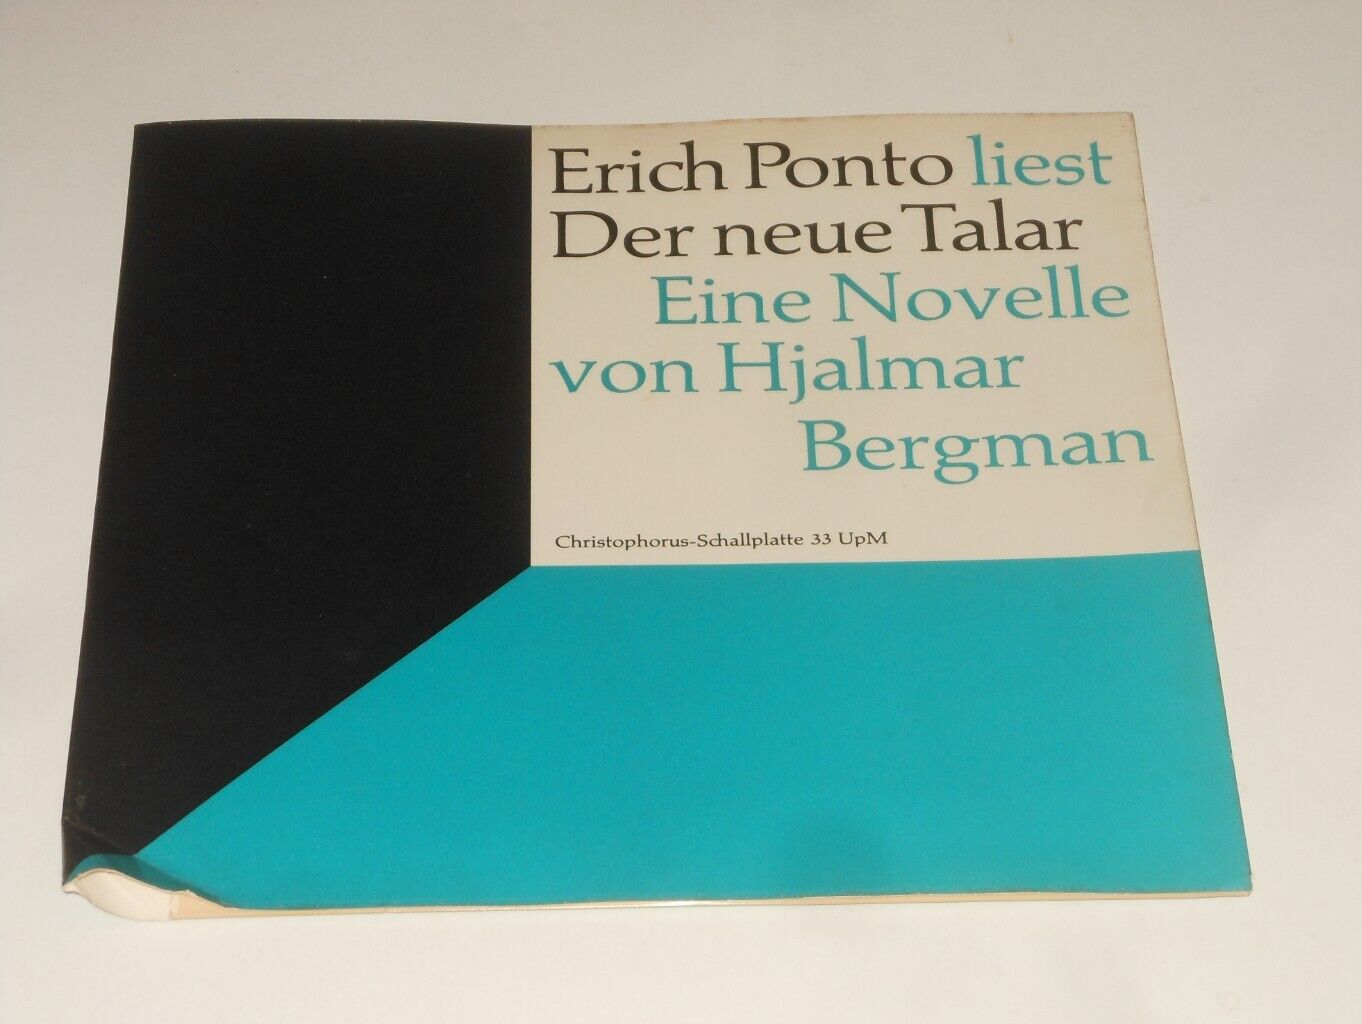 Erich Ponto liest
Der neue Talar
Eine Novelle
von Hjalmar
Bergman
Christophorus-Schallplatte 33 UpM